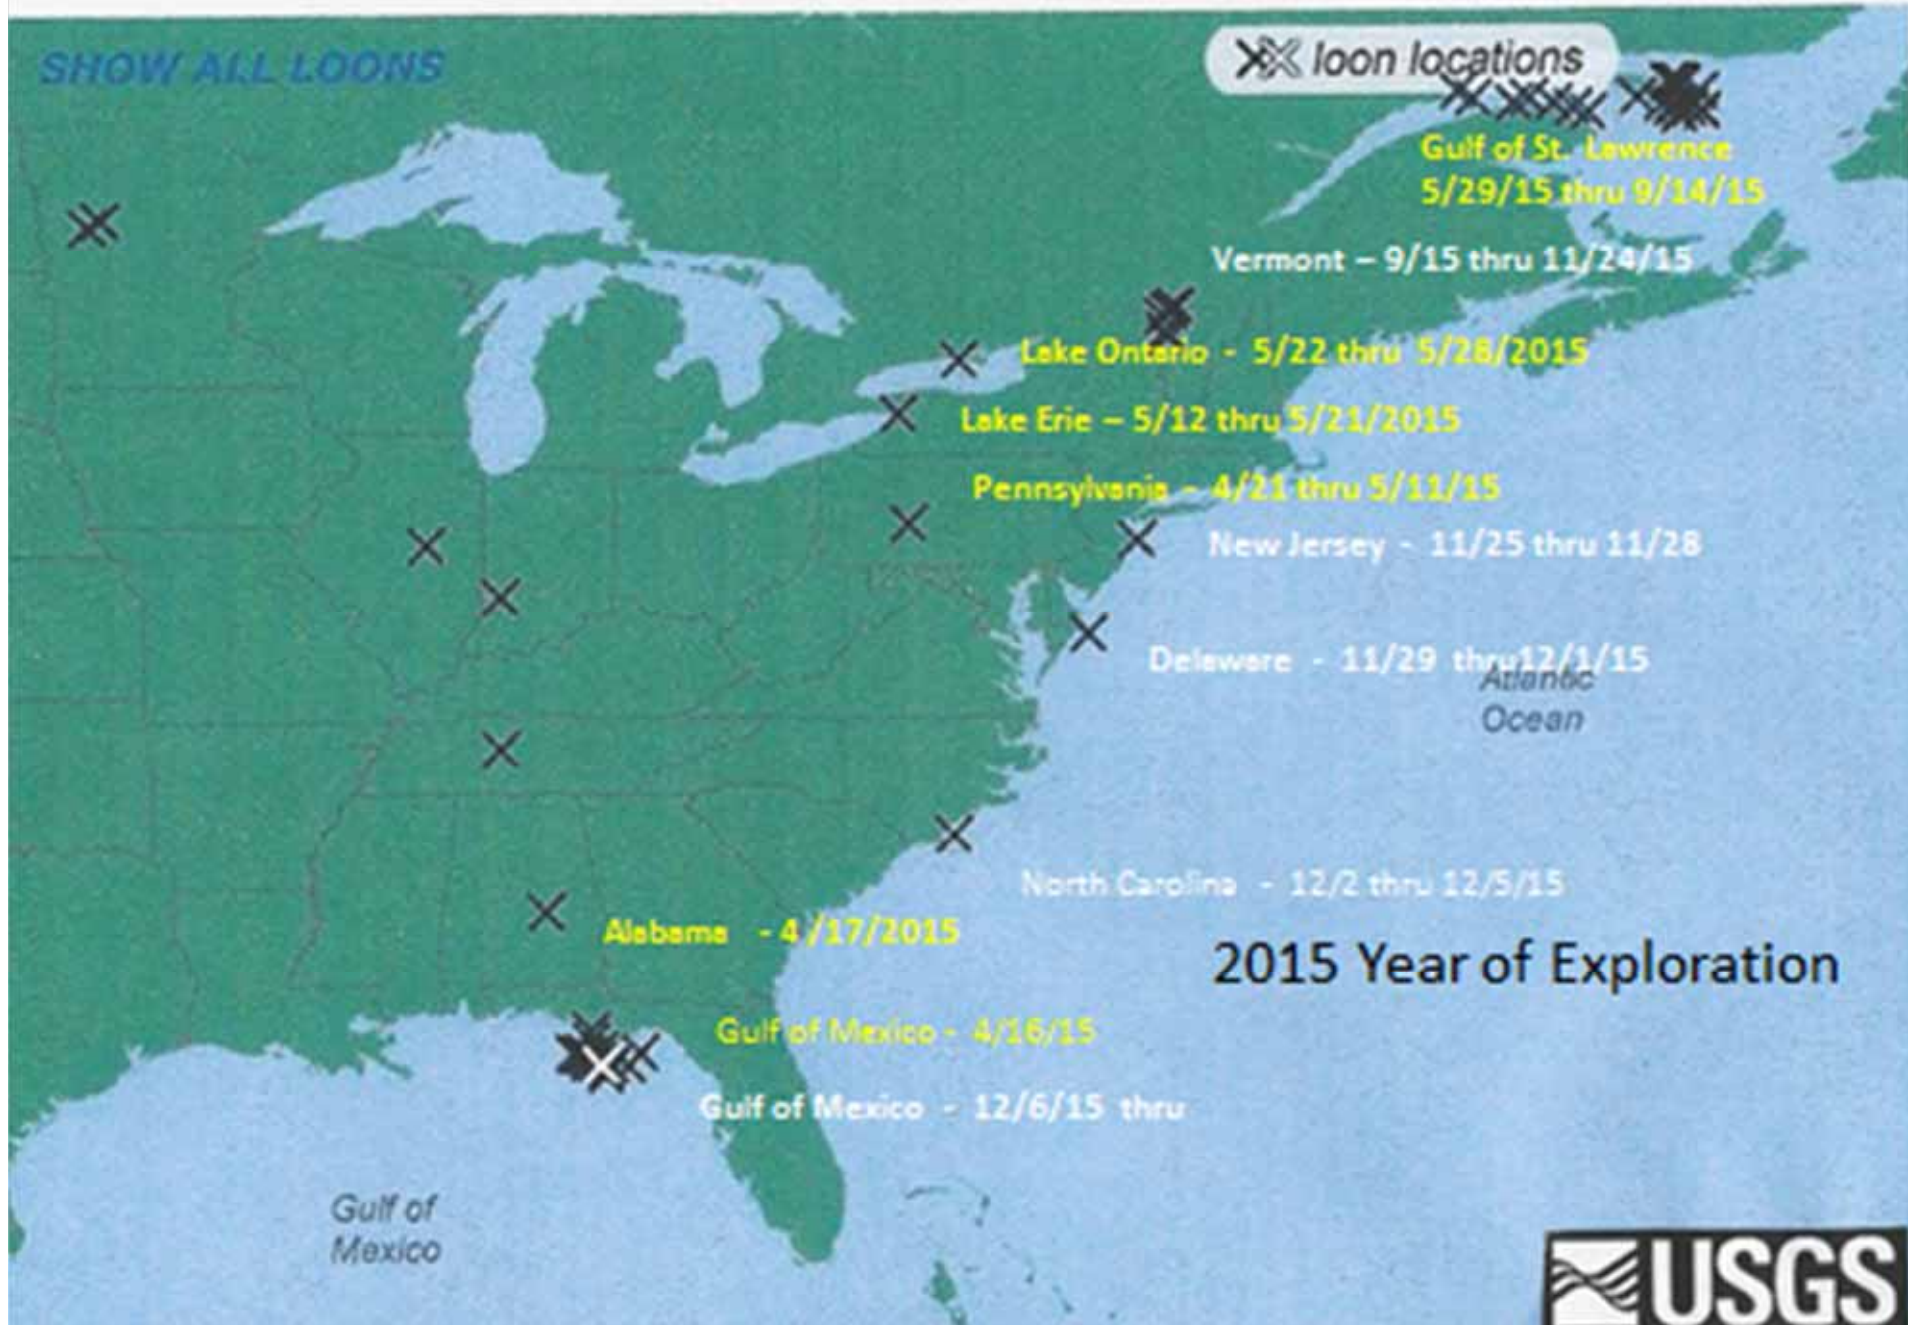 SHOW ALL LOONS
loon locations
Gulf of St. Lawrence
5/29/15 thru 9/14/15
Vermont – 9/15 thru 11/24/15
Lake Ontario - 5/22 thru 5/28/2015
Lake Erie – 5/12 thru 5/21/2015
Pennsylvania - 4/21 thru 5/11/15
New Jersey - 11/25 thru 11/28
Delaware - 11/29 thru12/1/15
Atlantic
Ocean
North Carolina - 12/2 thru 12/5/15
Alabama - 4 /17/2015
2015 Year of Exploration
Gulf of Mexico - 4/16/15
Gulf of Mexico - 12/6/15 thru
Gulf of
Mexico
USGS